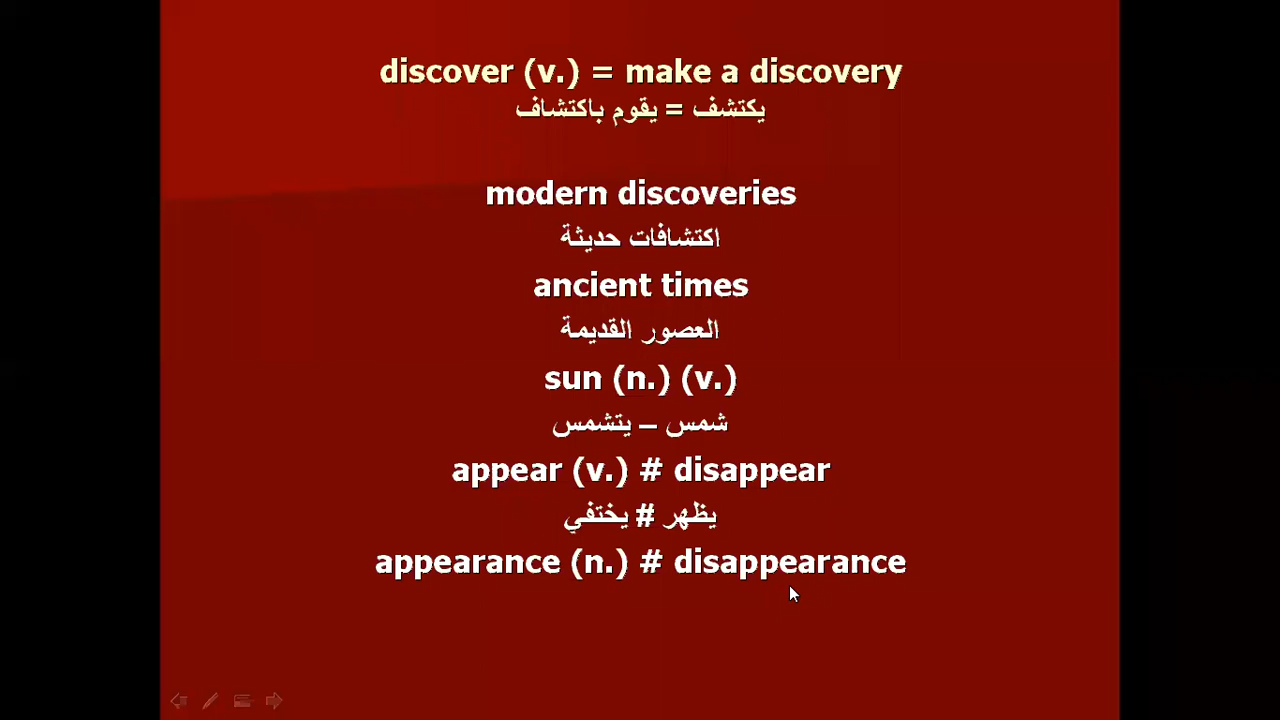 discover (v.) = make a discovery
يكتشف = يقوم باكتشاف
modern discoveries
اكتشافات حديثة
ancient times
العصور القديمة
sun (n.) (v.)
شمس – يتشمس
appear (v.) # disappear
يظهر # يختفي
appearance (n.) # disappearance